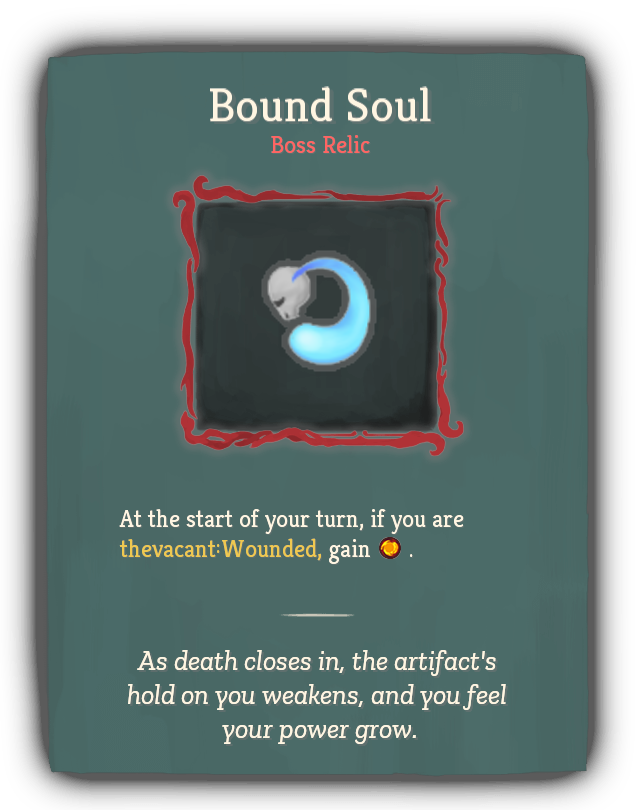 Bound Soul
Boss Relic
At the start of your turn, if you are
thevacant:Wounded, gain .
As death closes in, the artifact's
hold on you weakens, and you feel
your power grow.